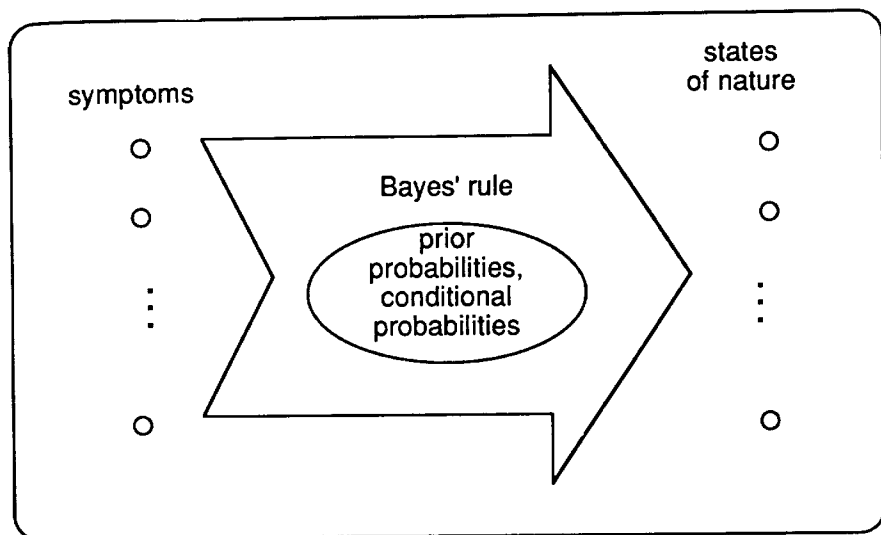 symptoms
states
of nature
Bayes' rule
prior
probabilities,
conditional
probabilities